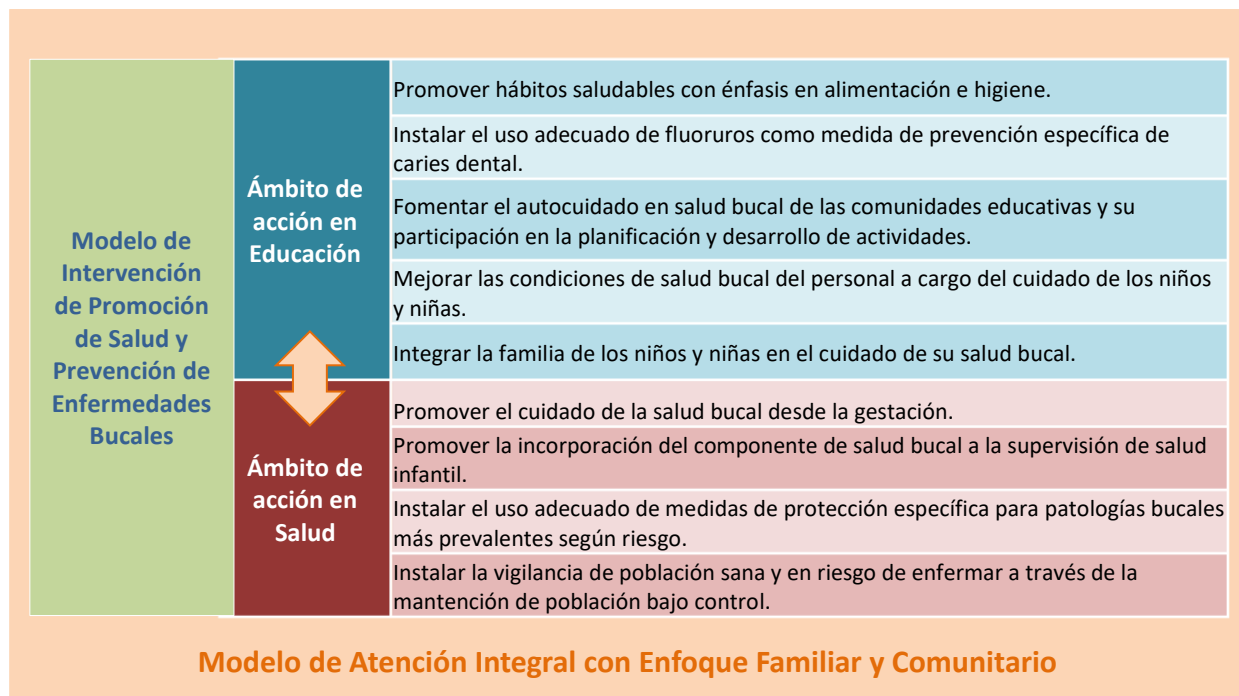 Modelo de
Intervención
de Promoción
de Salud y
Prevención de
Enfermedades
Bucales
Ámbito de
acción en
Educación
Promover hábitos saludables con énfasis en alimentación e higiene.
Instalar el uso adecuado de fluoruros como medida de prevención específica de
caries dental.
Fomentar el autocuidado en salud bucal de las comunidades educativas y su
participación en la planificación y desarrollo de actividades.
Mejorar las condiciones de salud bucal del personal a cargo del cuidado de los niños
y niñas.
Integrar la familia de los niños y niñas en el cuidado de su salud bucal.
Ámbito de
acción en
Salud
Promover el cuidado de la salud bucal desde la gestación.
Promover la incorporación del componente de salud bucal a la supervisión de salud
infantil.
Instalar el uso adecuado de medidas de protección específica para patologías bucales
más prevalentes según riesgo.
Instalar la vigilancia de población sana y en riesgo de enfermar a través de la
mantención de población bajo control.
Modelo de Atención Integral con Enfoque Familiar y Comunitario